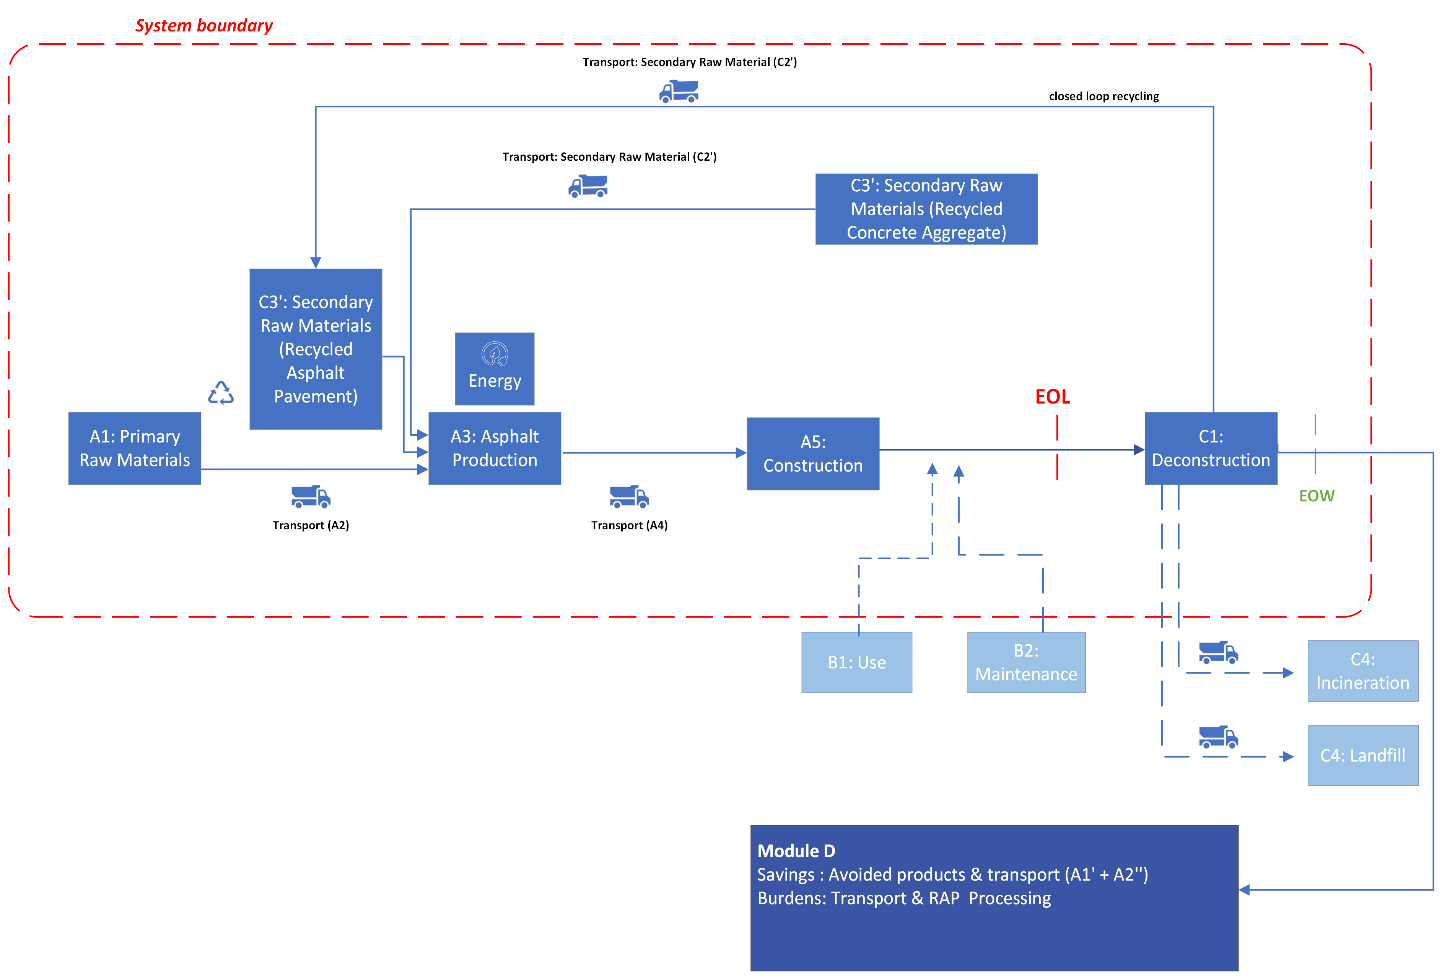 System boundary
Transport: Secondary Raw Material (C2')
closed loop recycling
Transport: Secondary Raw Material (C2')
C3': Secondary Raw
Materials (Recycled
Concrete Aggregate)
C3': Secondary
Raw Materials
(Recycled
Asphalt
Pavement)
Energy
A1: Primary
Raw Materials
A3: Asphalt
Production
A5:
Construction
EOL
C1:
Deconstruction
EOW
Transport (A2)
Transport (A4)
B1: Use
B2:
Maintenance
C4:
Incineration
C4: Landfill
Module D
Savings : Avoided products & transport (A1' + A2'')
Burdens: Transport & RAP Processing